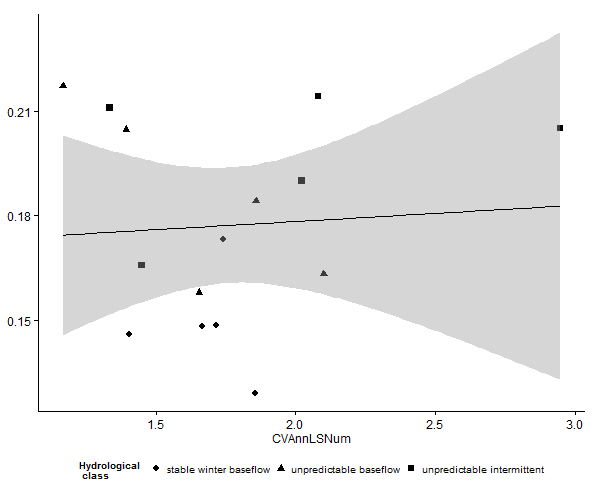 0.21
0.18
0.15
1.5 2.0 2.5 3.0
CVAnnLSNum
Hydrological
class
stable winter baseflow unpredictable baseflow unpredictable intermittent